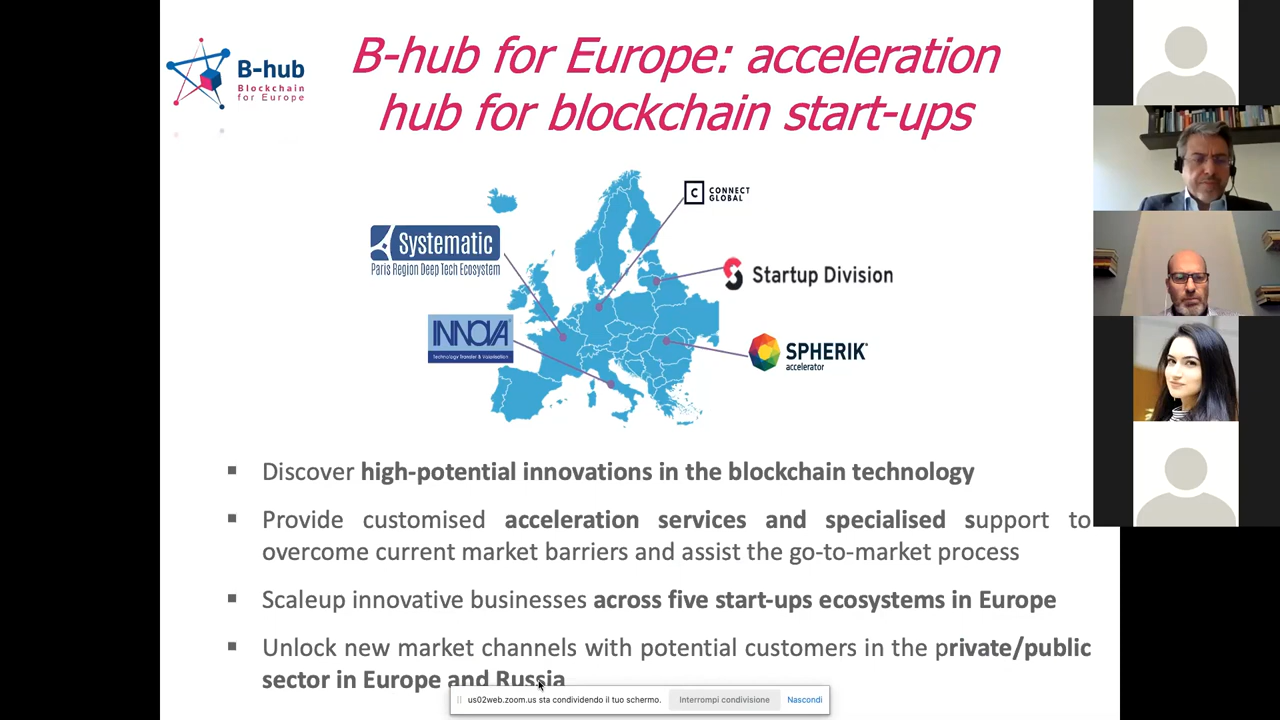 B-hub
Blockchain
for Europe
B-hub for Europe: acceleration
hub for blockchain start-ups
C
CONNECT
GLOBAL
Systematic
Paris Region Deep Tech Ecosystem
Startup Division
INNOVA
Technology Transfer & Valorisation
SPHERIK
accelerator
▪ Discover high-potential innovations in the blockchain technology
▪ Provide customised acceleration services and specialised support to
overcome current market barriers and assist the go-to-market process
▪ Scaleup innovative businesses across five start-ups ecosystems in Europe
▪ Unlock new market channels with potential customers in the private/public
sector in Europe and Russia
us02web.zoom.us sta condividendo il tuo schermo.
Interrompi condivisione
Nascondi